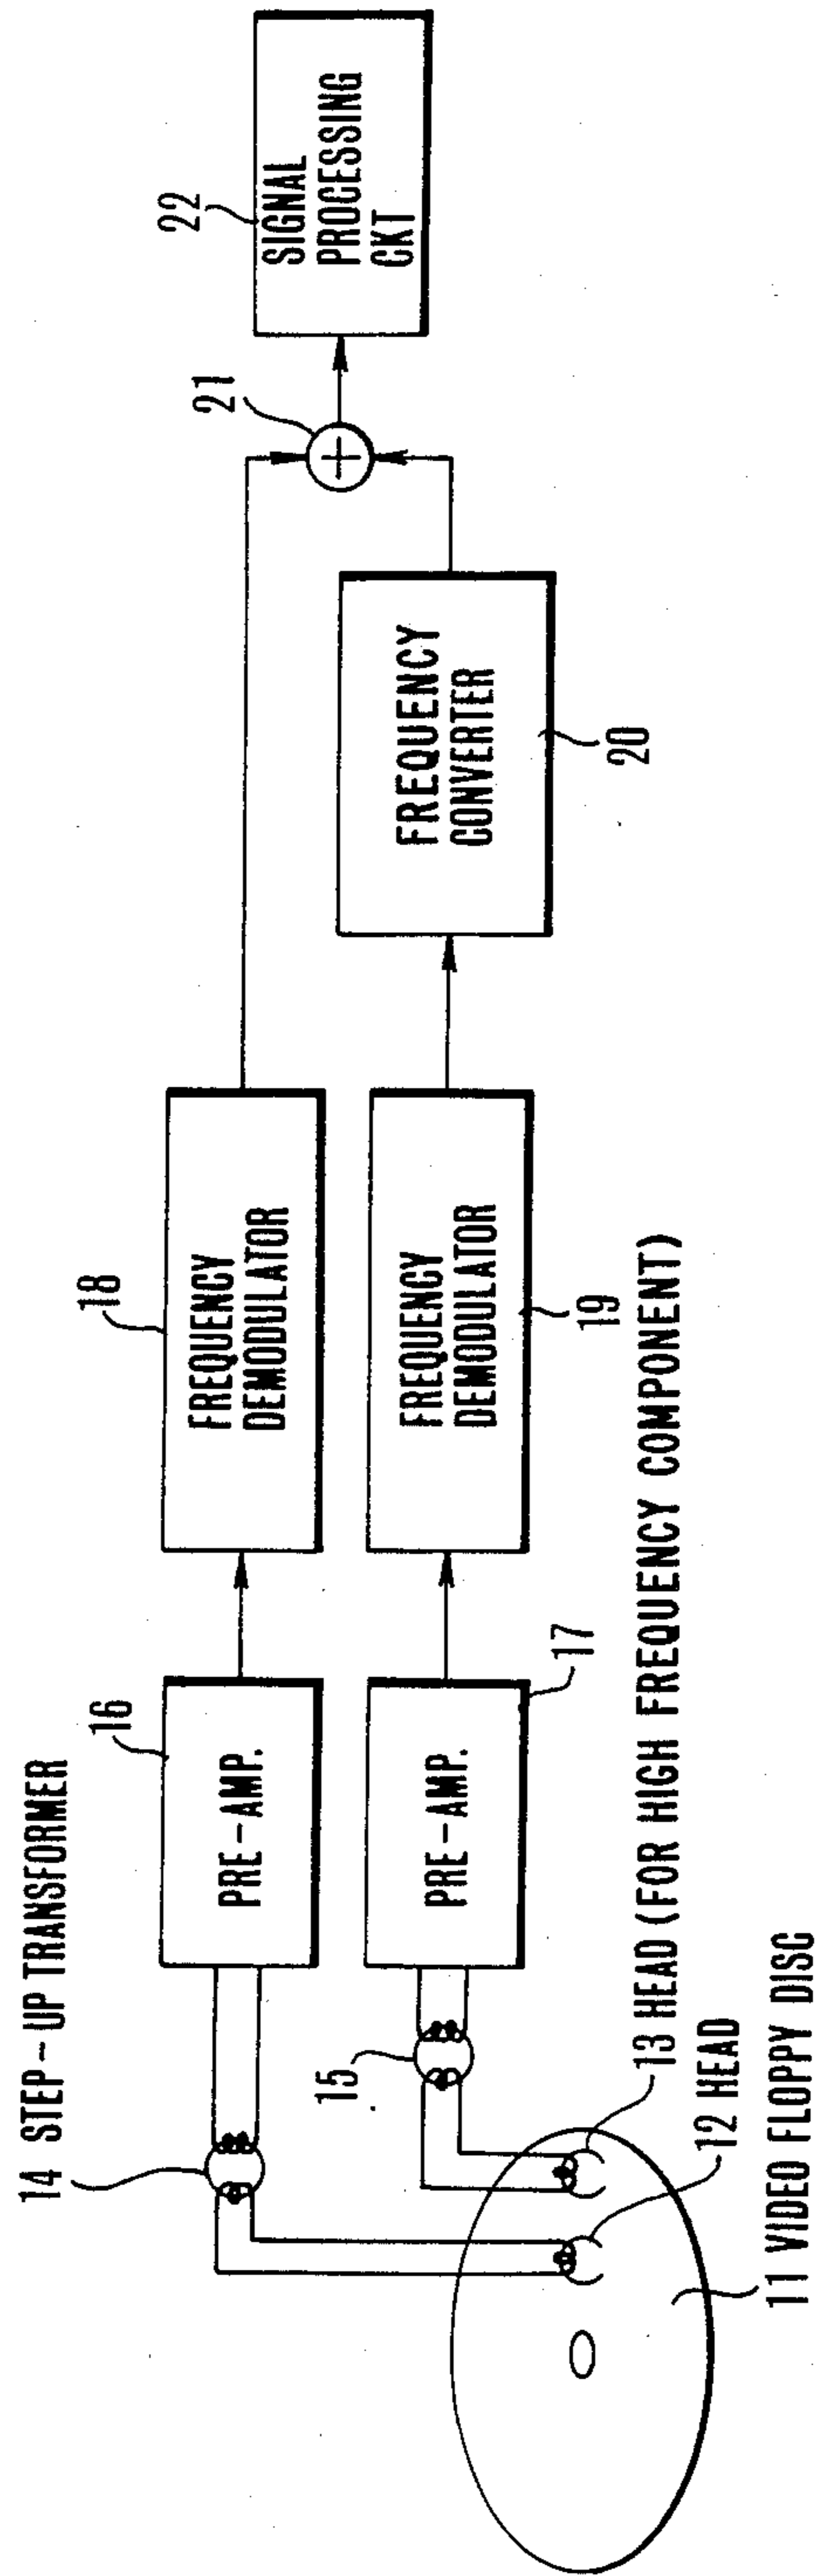 14 STEP-UP TRANSFORMER
16
PRE-AMP.
18
FREQUENCY
DEMODULATOR
21
22
SIGNAL
PROCESSING
CKT
15
PRE-AMP.
17
FREQUENCY
DEMODULATOR
19
FREQUENCY
CONVERTER
20
13 HEAD (FOR HIGH FREQUENCY COMPONENT)
12 HEAD
11 VIDEO FLOPPY DISC